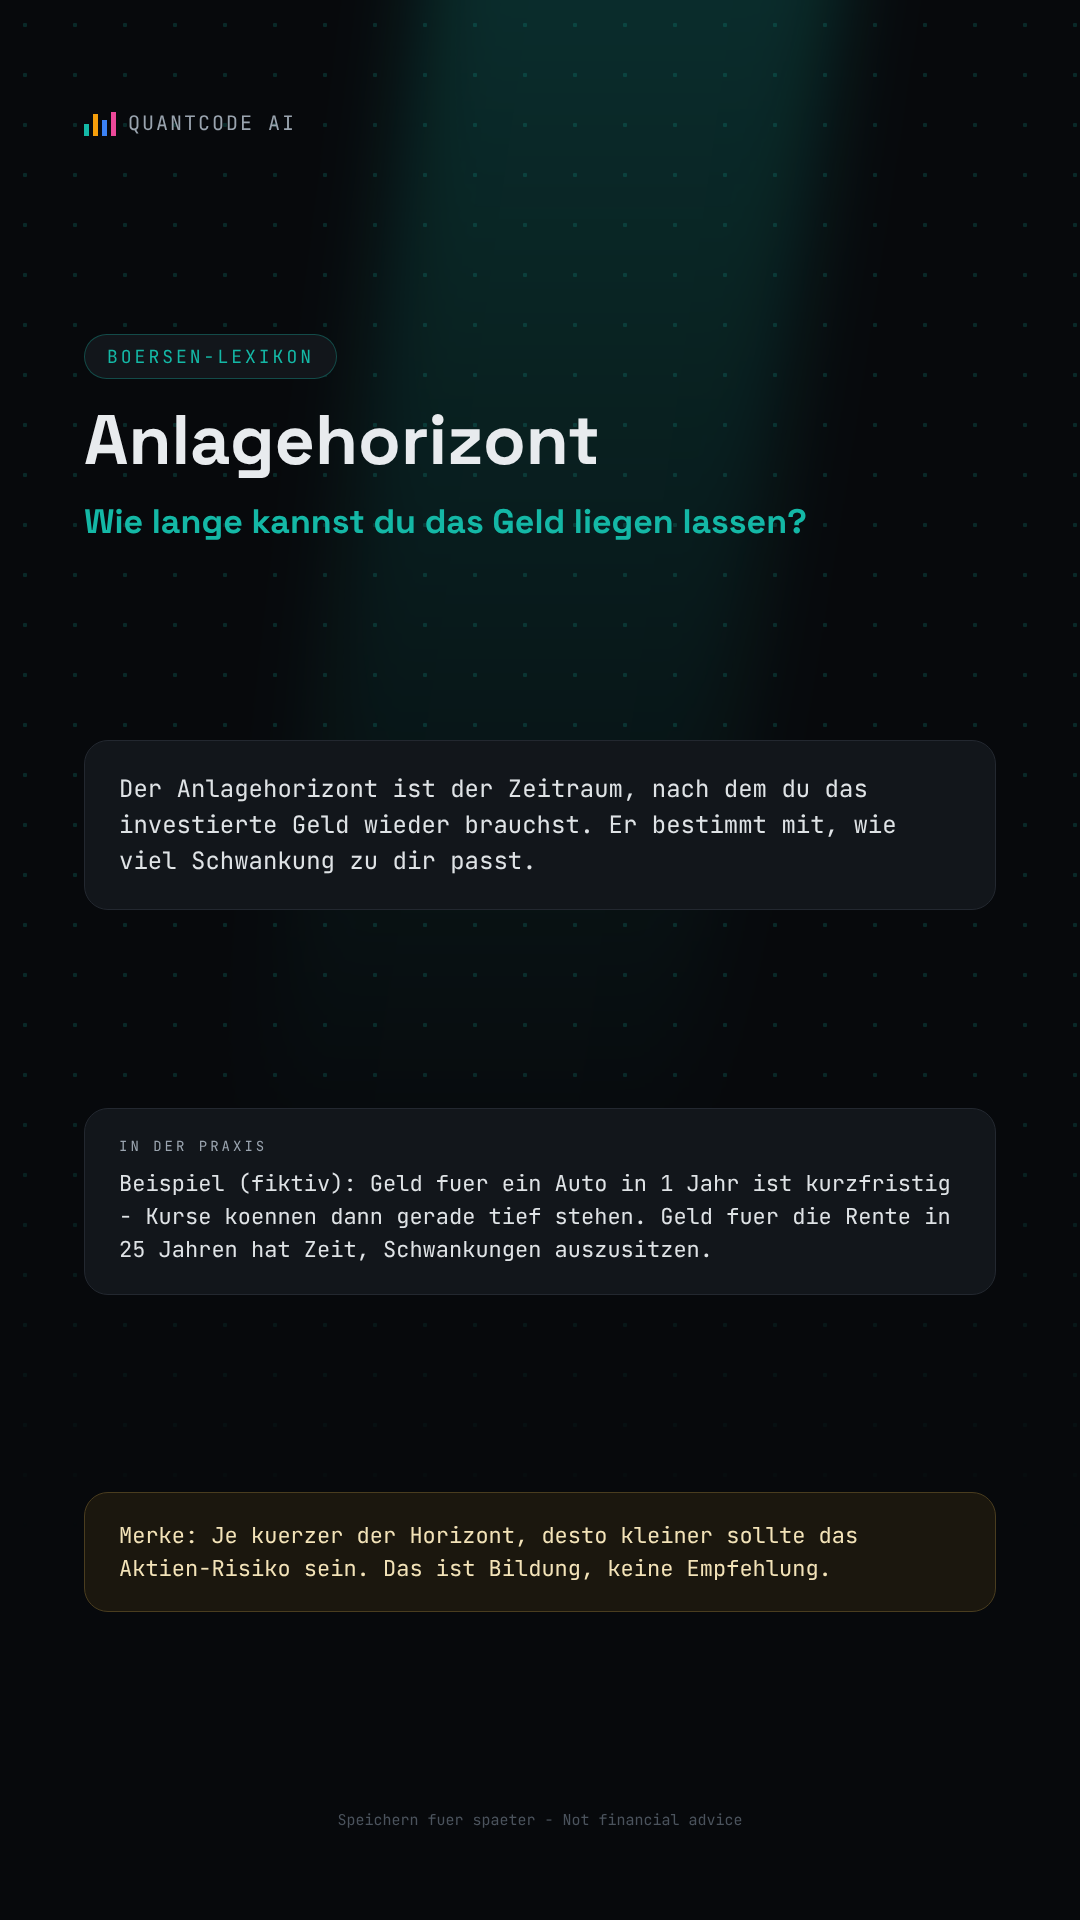 QUANTCODE AI
BOERSEN-LEXIKON
Anlagehorizont
Wie lange kannst du das Geld liegen lassen?
Der Anlagehorizont ist der Zeitraum, nach dem du das
investierte Geld wieder brauchst. Er bestimmt mit, wie
viel Schwankung zu dir passt.
IN DER PRAXIS
Beispiel (fiktiv): Geld fuer ein Auto in 1 Jahr ist kurzfristig
- Kurse koennen dann gerade tief stehen. Geld fuer die Rente in
25 Jahren hat Zeit, Schwankungen auszusitzen.
Merke: Je kuerzer der Horizont, desto kleiner sollte das
Aktien-Risiko sein. Das ist Bildung, keine Empfehlung.
Speichern fuer spaeter - Not financial advice